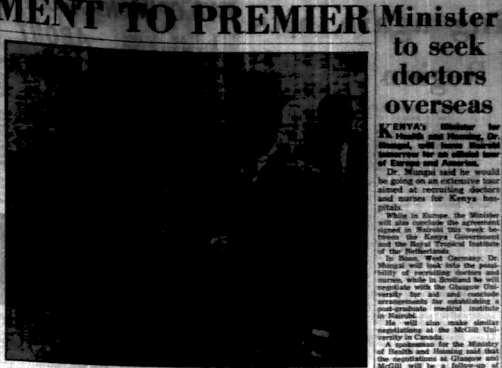 MENT TO PREMIER
Minister
to seek
doctors
overseas
KENYA's Minister for
Health and Housing, Dr.
Mungai, will leave Nairobi
tomorrow for an official tour
of Europe and America.
Dr. Mungai said he would
be going on an extensive tour
aimed at recruiting doctors
and nurses for Kenya hos-
pitals.
While in Europe, the Minister
will also conclude the agreement
signed in Nairobi this week be-
tween the Kenya Government
and the Royal Tropical Institute
of the Netherlands.
In Bonn, West Germany, Dr.
Mungai will look into the possi-
bility of recruiting doctors and
nurses, while in Scotland he will
negotiate with the Glasgow Uni-
versity for aid and conclude
arrangements for establishing a
post-graduate medical institute
in Nairobi.
He will also make similar
negotiations at the McGill Uni-
versity in Canada.
A spokesman for the Ministry
of Health and Housing said that
the negotiations at Glasgow and
McGill will be a follow-up of